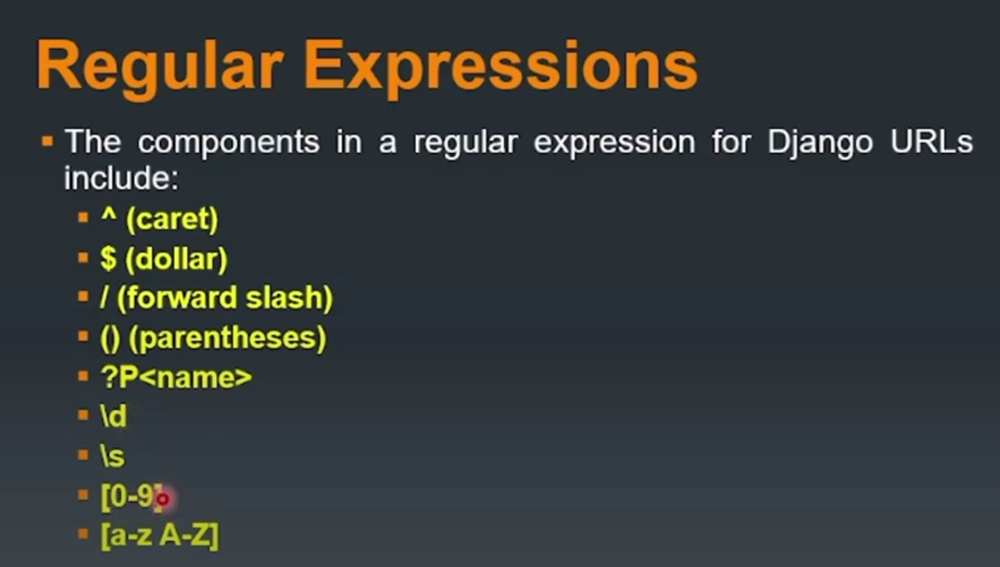 Regular Expressions
The components in a regular expression for Django URLs
include:
^ (caret)
$ (dollar)
/ (forward slash)
() (parentheses)
?P<name>
\d
\s
[0-9]
[a-z A-Z]